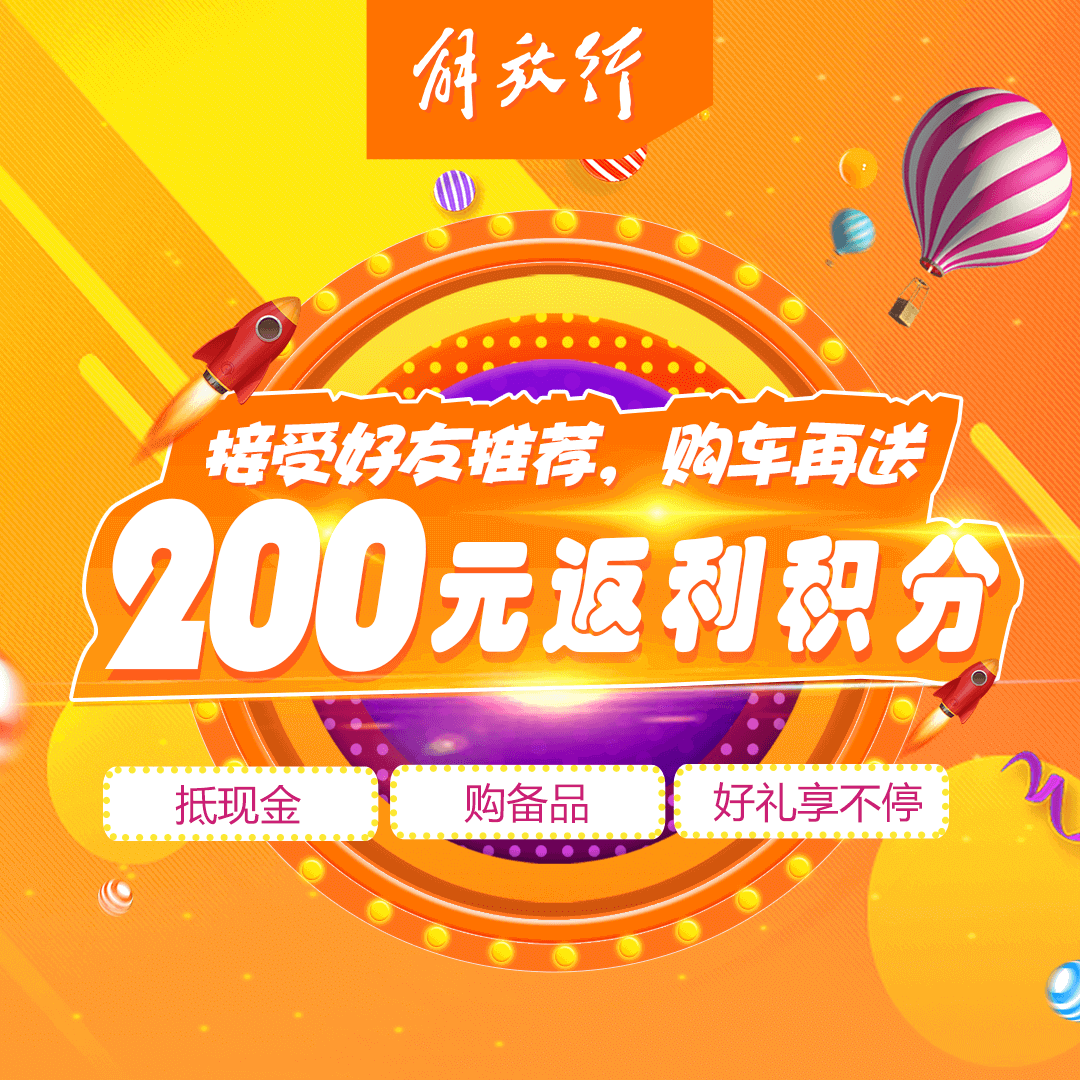 解放行
接受好友推荐，购车再送
200元返利积分
抵现金
购备品
好礼享不停